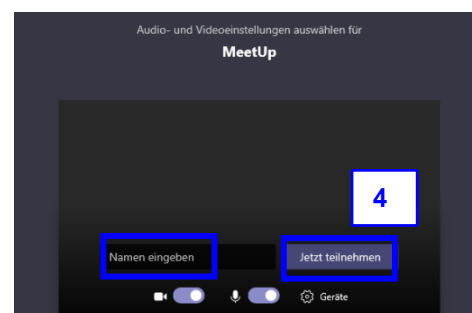 Audio- und Videoeinstellungen auswählen für
MeetUp
4
Namen eingeben
Jetzt teilnehmen
Geräte